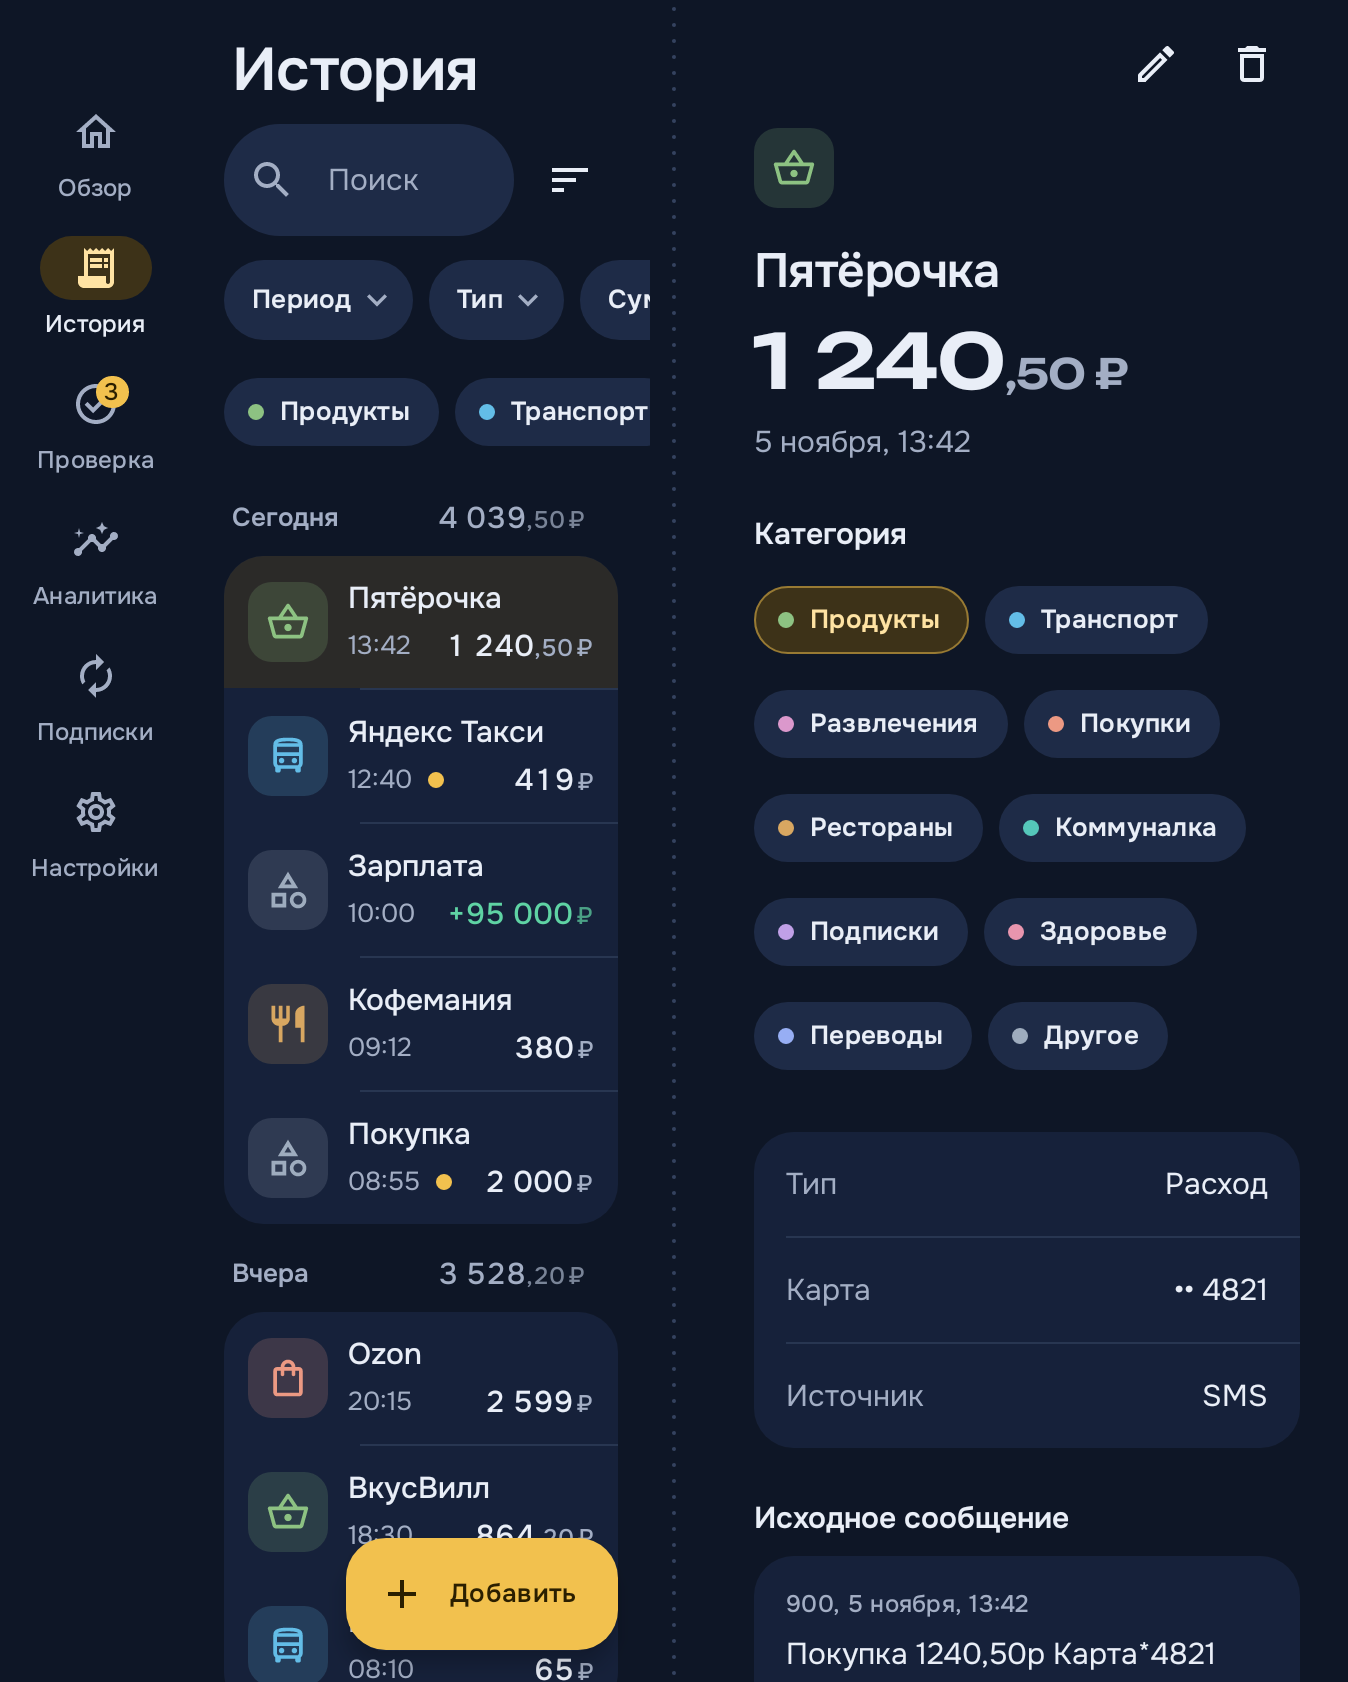 Обзор
История
3
Проверка
Аналитика
Подписки
Настройки
История
Поиск
Период
Тип
Продукты
Транспорт
Сегодня 4 039,50 ₽
Пятёрочка
13:42 1 240,50 ₽
Яндекс Такси
12:40 419 ₽
Зарплата
10:00 +95 000 ₽
Кофемания
09:12 380 ₽
Покупка
08:55 2 000 ₽
Вчера 3 528,20 ₽
Ozon
20:15 2 599 ₽
ВкусВилл
18:30 864,20 ₽
Добавить
08:10 65 ₽
Пятёрочка
1 240,50 ₽
5 ноября, 13:42
Категория
Продукты
Транспорт
Развлечения
Покупки
Рестораны
Коммуналка
Подписки
Здоровье
Переводы
Другое
Тип Расход
Карта •• 4821
Источник SMS
Исходное сообщение
900, 5 ноября, 13:42
Покупка 1240,50р Карта*4821